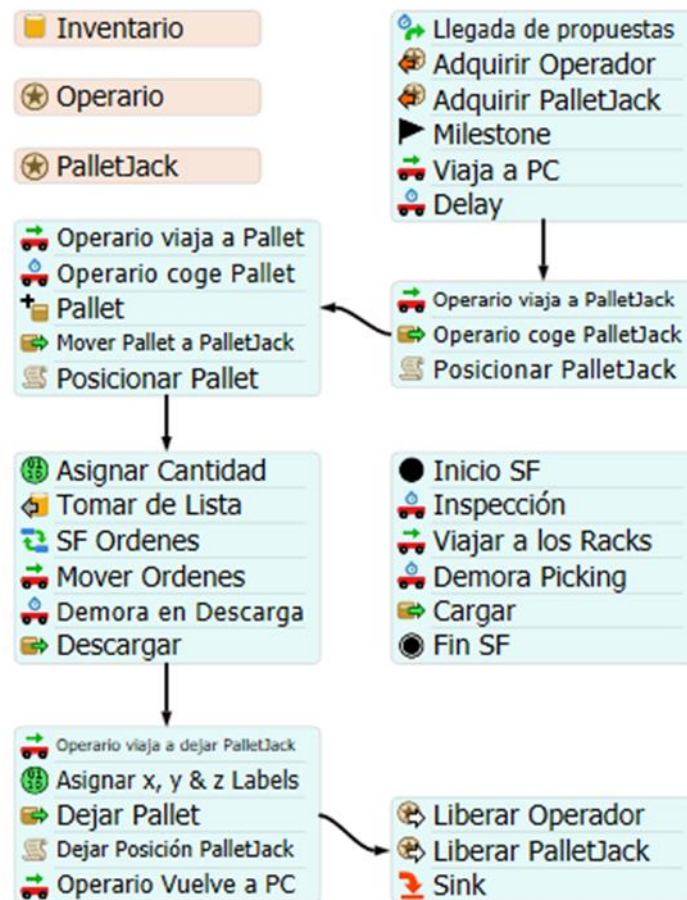 Inventario
Operario
PalletJack
Llegada de propuestas
Adquirir Operador
Adquirir PalletJack
Milestone
Viaja a PC
Delay
Operario viaja a PalletJack
Operario coge PalletJack
Posicionar PalletJack
Operario viaja a Pallet
Operario coge Pallet
Pallet
Mover Pallet a PalletJack
Posicionar Pallet
Asignar Cantidad
Tomar de Lista
SF Ordenes
Mover Ordenes
Demora en Descarga
Descargar
Inicio SF
Inspección
Viajar a los Racks
Demora Picking
Cargar
Fin SF
Operario viaja a dejar PalletJack
Asignar x, y & z Labels
Dejar Pallet
Dejar Posición PalletJack
Operario Vuelve a PC
Liberar Operador
Liberar PalletJack
Sink